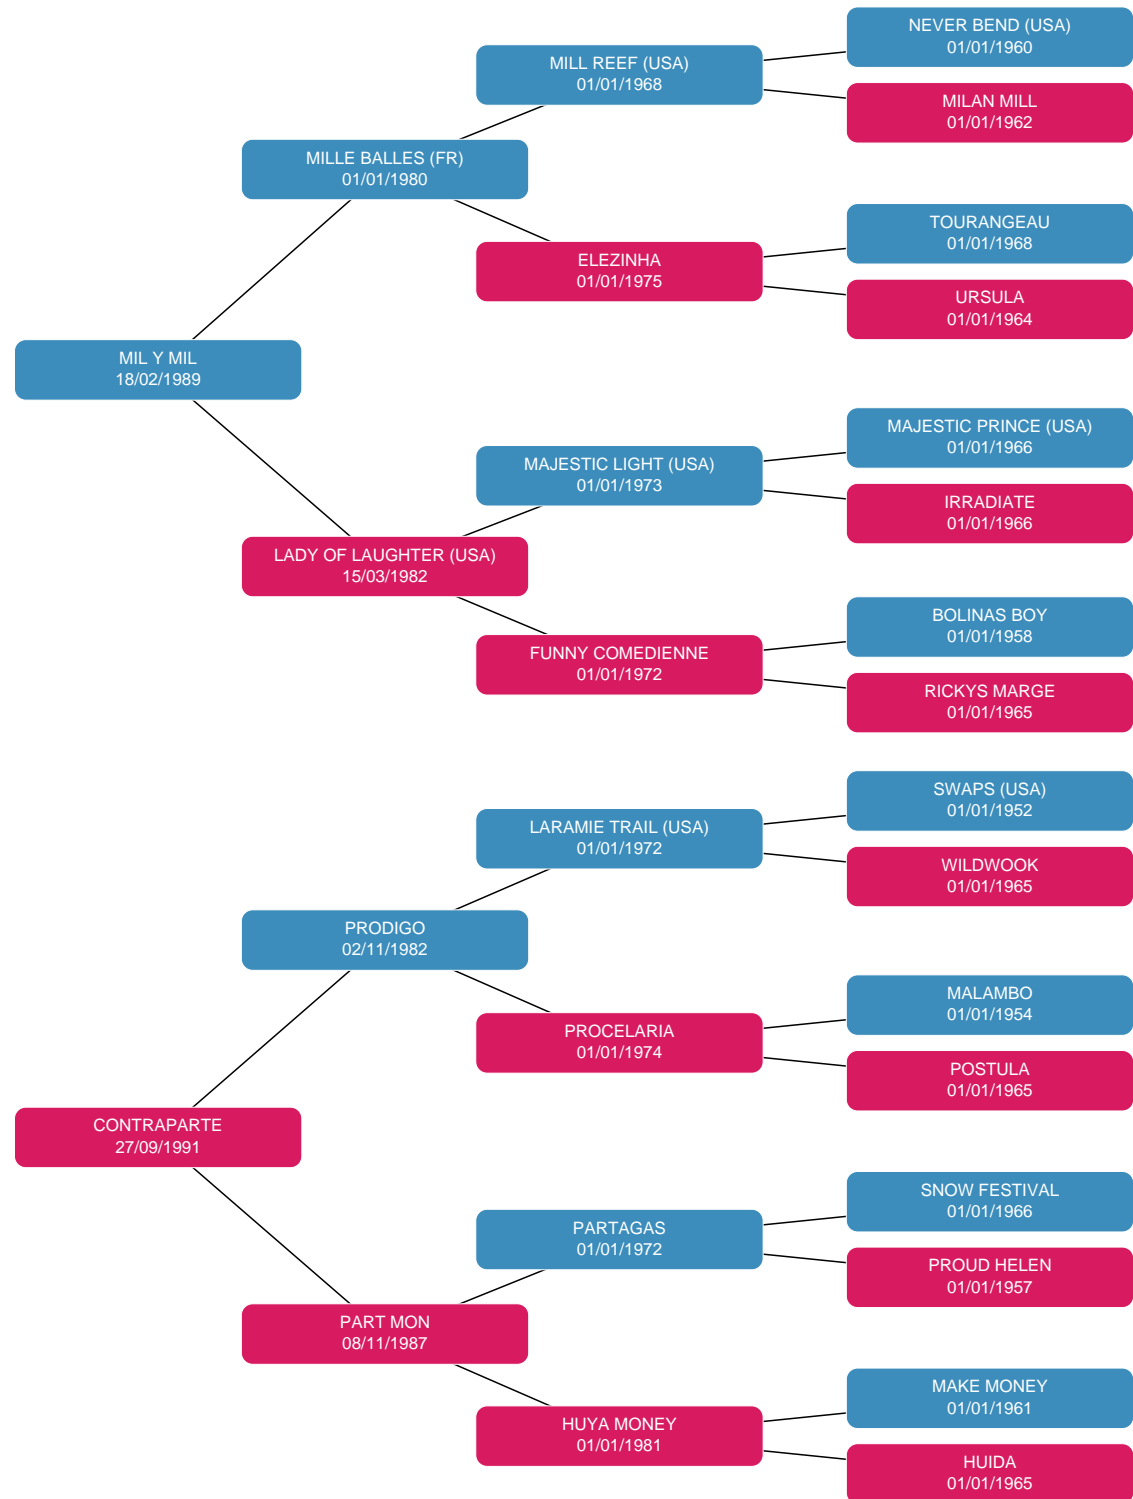 NEVER BEND (USA)
01/01/1960
MILL REEF (USA)
01/01/1968
MILAN MILL
01/01/1962
MILLE BALLES (FR)
01/01/1980
TOURANGEAU
01/01/1968
ELEZINHA
01/01/1975
URSULA
01/01/1964
MIL Y MIL
18/02/1989
MAJESTIC PRINCE (USA)
01/01/1966
MAJESTIC LIGHT (USA)
01/01/1973
IRRADIATE
01/01/1966
LADY OF LAUGHTER (USA)
15/03/1982
BOLINAS BOY
01/01/1958
FUNNY COMEDIENNE
01/01/1972
RICKYS MARGE
01/01/1965
SWAPS (USA)
01/01/1952
LARAMIE TRAIL (USA)
01/01/1972
WILDWOOK
01/01/1965
PRODIGO
02/11/1982
MALAMBO
01/01/1954
PROCELARIA
01/01/1974
POSTULA
01/01/1965
CONTRAPARTE
27/09/1991
SNOW FESTIVAL
01/01/1966
PARTAGAS
01/01/1972
PROUD HELEN
01/01/1957
PART MON
08/11/1987
MAKE MONEY
01/01/1961
HUYA MONEY
01/01/1981
HUIDA
01/01/1965